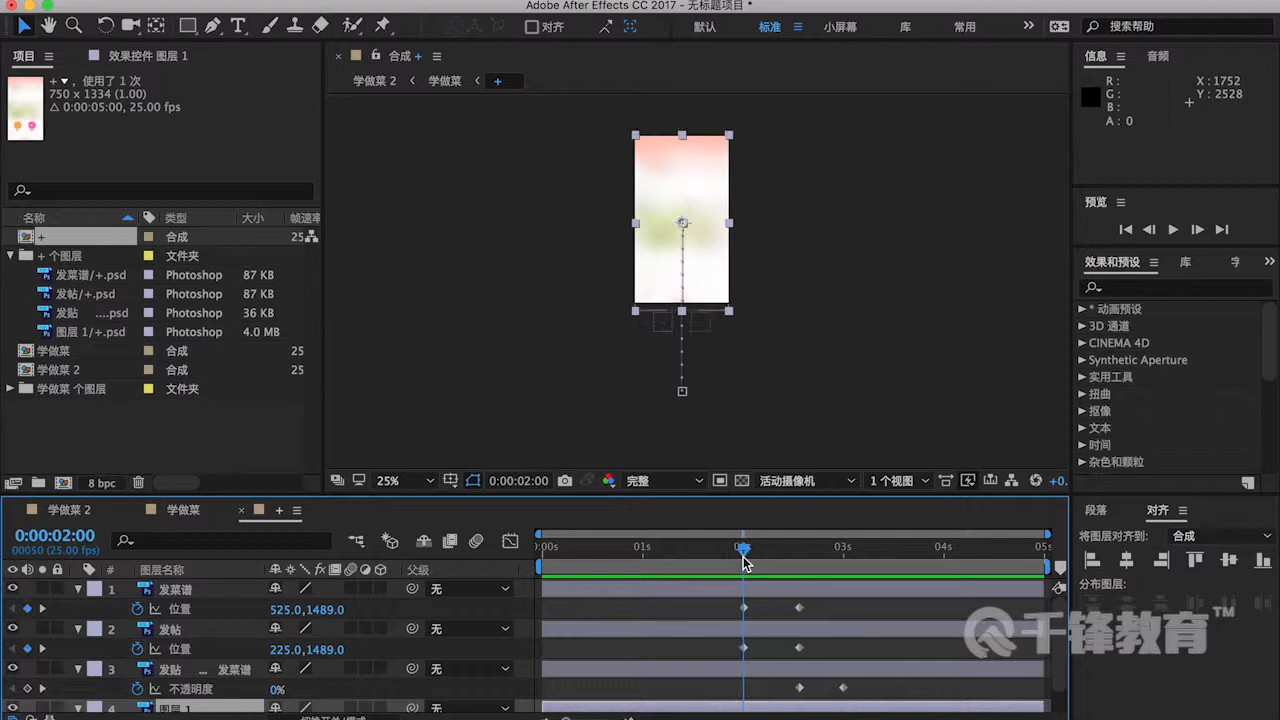 Adobe After Effects CC 2017 - 无标题项目 *
对齐
默认
标准
小屏幕
库
常用
搜索帮助
项目
效果控件 图层 1
+▼, 使用了 1 次
750 x 1334 (1.00)
△ 0:00:05:00, 25.00 fps
名称
类型
大小
帧速率
+
合成
25
+ 个图层
文件夹
发菜谱/+.psd
Photoshop
87 KB
发帖/+.psd
Photoshop
87 KB
发贴 ....psd
Photoshop
36 KB
图层 1/+.psd
Photoshop
4.0 MB
学做菜
合成
25
学做菜 2
合成
25
学做菜 个图层
文件夹
8 bpc
合成 +
学做菜 2
学做菜
+
25%
0:00:02:00
完整
活动摄像机
1 个视图
+0.
信息
音频
R :
G :
B :
A : 0
X : 1752
Y : 2528
预览
效果和预设
库
字
* 动画预设
3D 通道
CINEMA 4D
Synthetic Aperture
实用工具
扭曲
抠像
文本
时间
杂色和颗粒
段落
对齐
将图层对齐到:
合成
分布图层:
学做菜 2
学做菜
+
0:00:02:00
00050 (25.00 fps)
):00s
01s
03s
04s
05s
#
图层名称
父级
1
发菜谱
无
位置
525.0,1489.0
2
发帖
无
位置
225.0,1489.0
3
发贴 ... 发菜谱
无
不透明度
0%
4
图层 1
千锋教育™